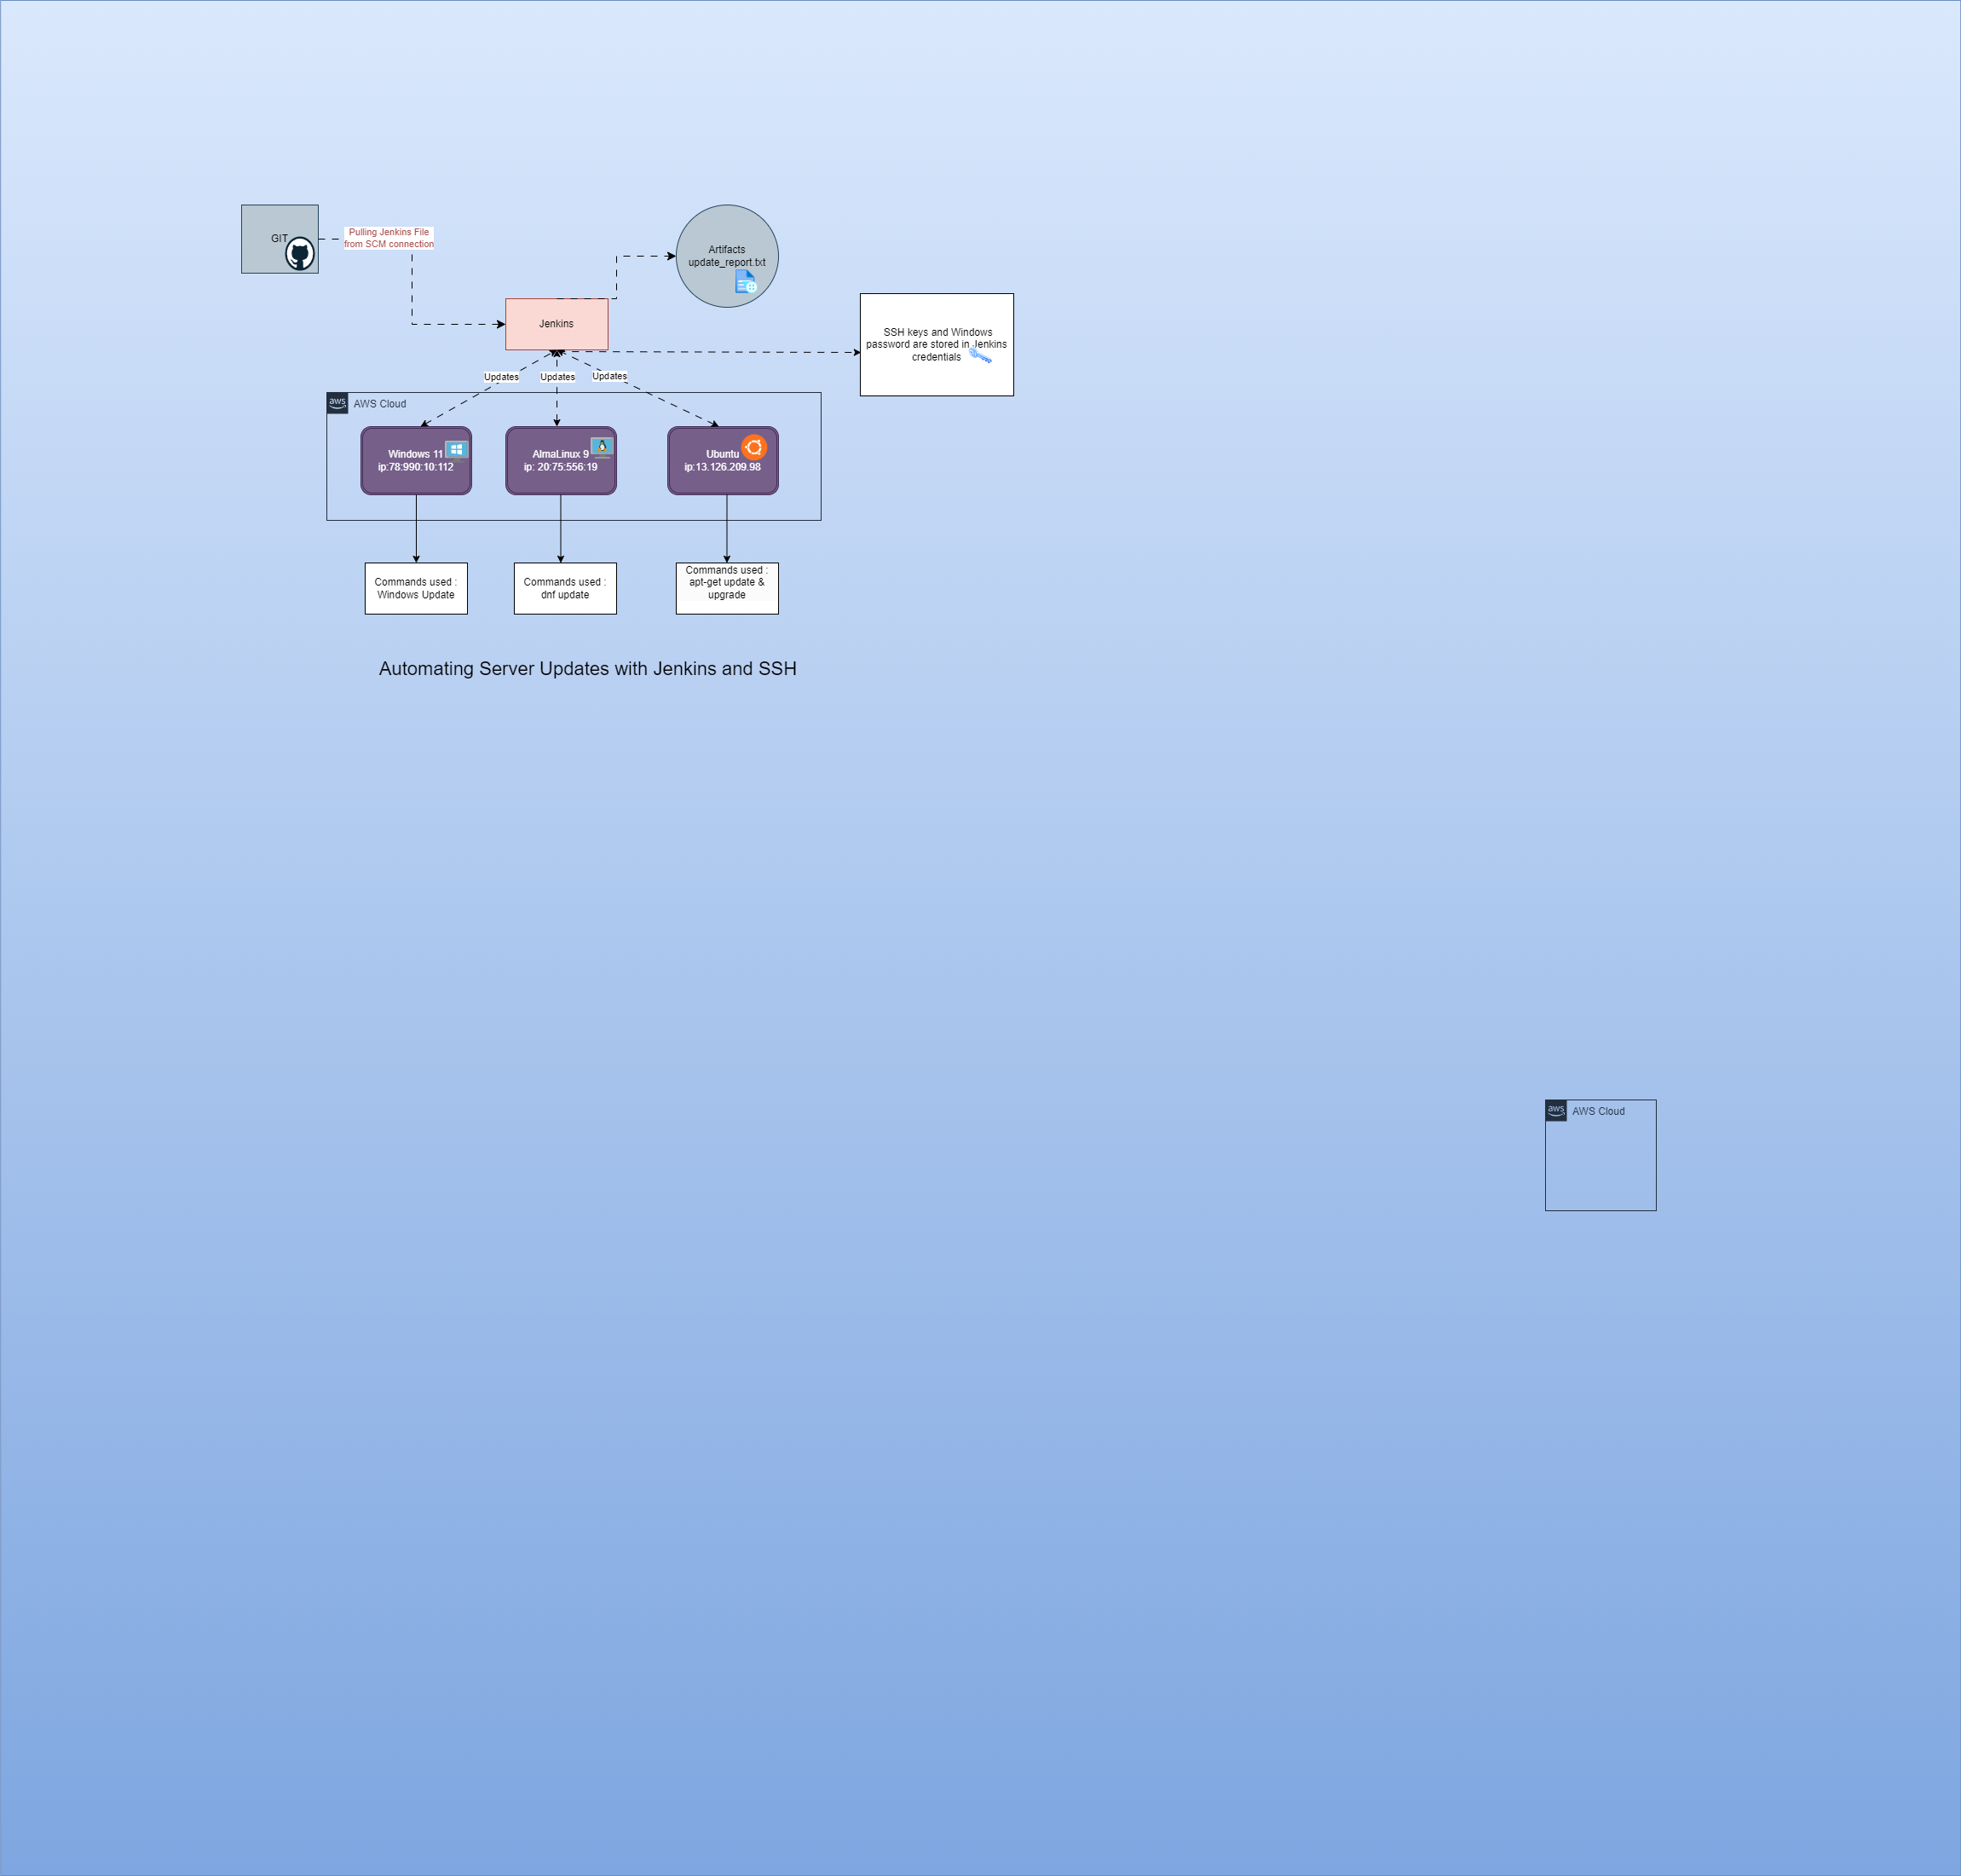 GIT
Pulling Jenkins File
from SCM connection
Artifacts
update_report.txt
Jenkins
SSH keys and Windows
password are stored in Jenkins
credentials
Updates
Updates
Updates
aws
AWS Cloud
Windows 11
ip:78:990:10:112
AlmaLinux 9
ip: 20:75:556:19
Ubuntu
ip:13.126.209.98
Commands used :
Windows Update
Commands used :
dnf update
Commands used :
apt-get update &
upgrade
Automating Server Updates with Jenkins and SSH
aws
AWS Cloud